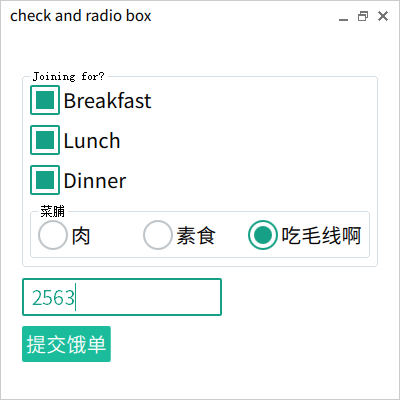 check and radio box
Joining for?
Breakfast
Lunch
Dinner
菜脯
肉 素食 吃毛线啊
2563
提交饿单